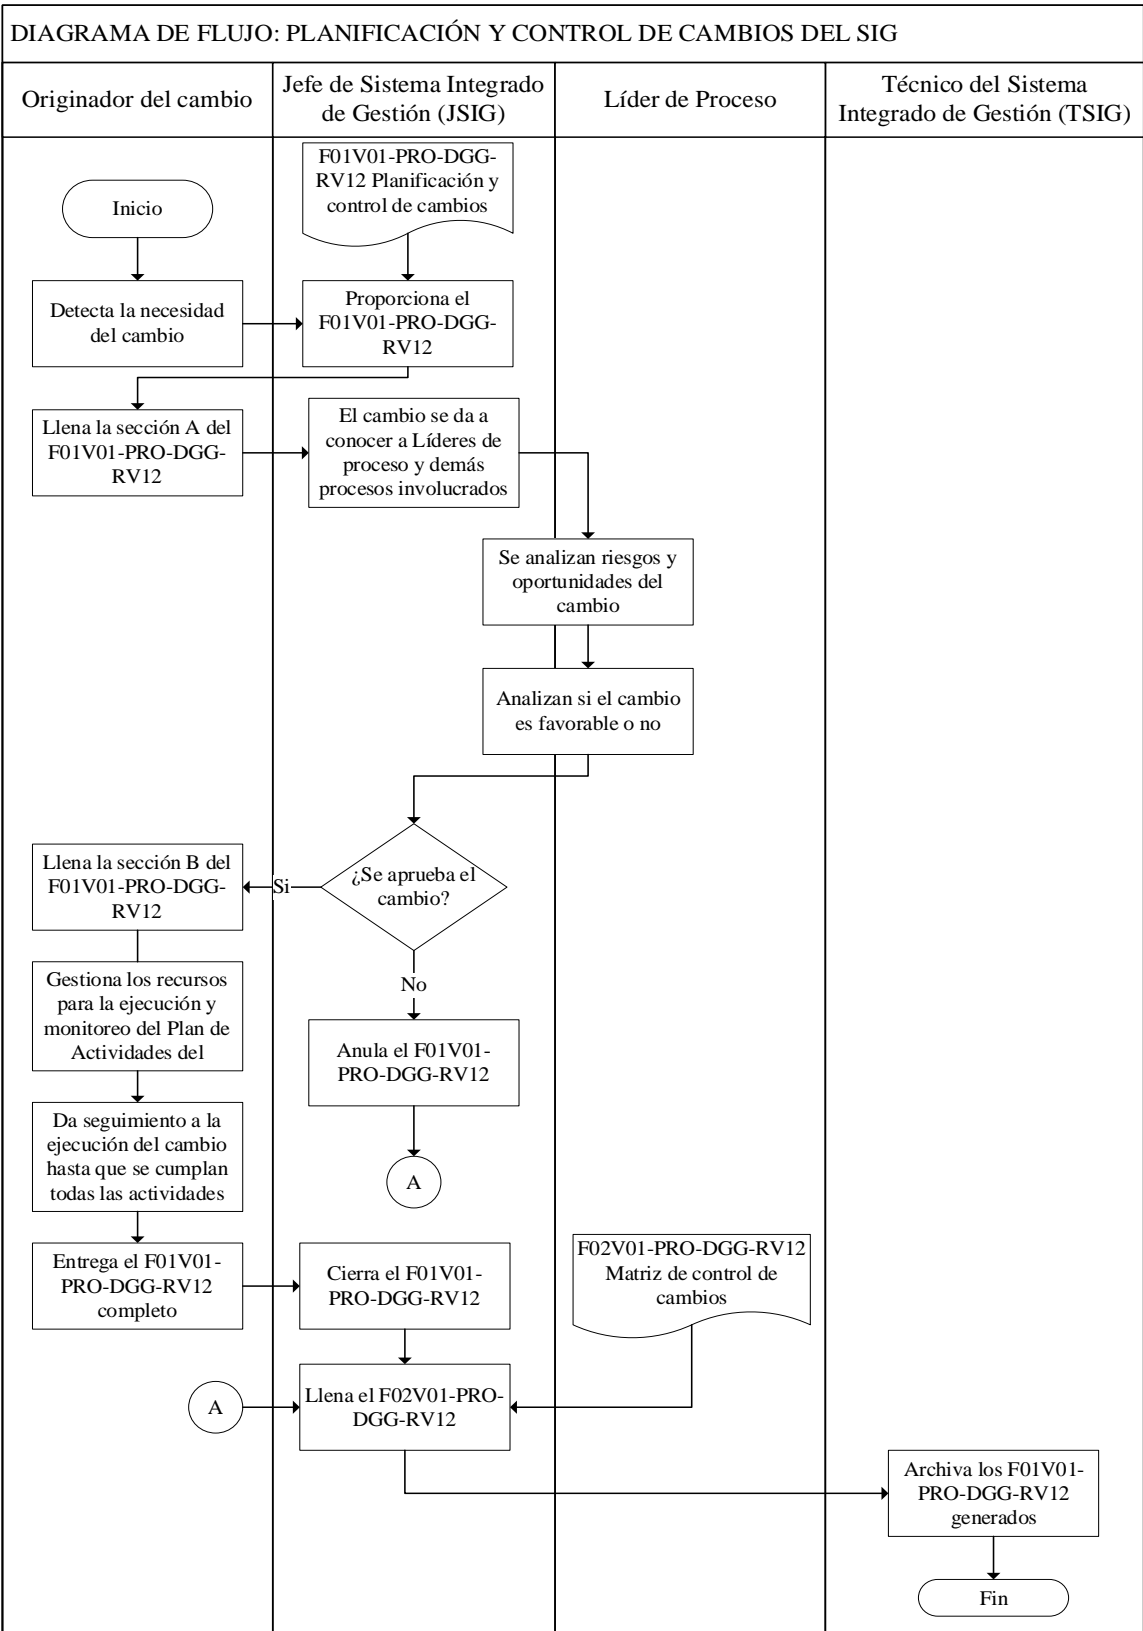 DIAGRAMA DE FLUJO: PLANIFICACIÓN Y CONTROL DE CAMBIOS DEL SIG
Originador del cambio
Jefe de Sistema Integrado
de Gestión (JSIG)
Líder de Proceso
Técnico del Sistema
Integrado de Gestión (TSIG)
F01V01-PRO-DGG-
RV12 Planificación y
control de cambios
Inicio
Detecta la necesidad
del cambio
Proporciona el
F01V01-PRO-DGG-
RV12
Llena la sección A del
F01V01-PRO-DGG-
RV12
El cambio se da a
conocer a Líderes de
proceso y demás
procesos involucrados
Se analizan riesgos y
oportunidades del
cambio
Analizan si el cambio
es favorable o no
¿Se aprueba el
cambio?
Si
Llena la sección B del
F01V01-PRO-DGG-
RV12
No
Gestiona los recursos
para la ejecución y
monitoreo del Plan de
Actividades del
Anula el F01V01-
PRO-DGG-RV12
Da seguimiento a la
ejecución del cambio
hasta que se cumplan
todas las actividades
A
Entrega el F01V01-
PRO-DGG-RV12
completo
Cierra el F01V01-
PRO-DGG-RV12
F02V01-PRO-DGG-RV12
Matriz de control de
cambios
A
Llena el F02V01-PRO-
DGG-RV12
Archiva los F01V01-
PRO-DGG-RV12
generados
Fin